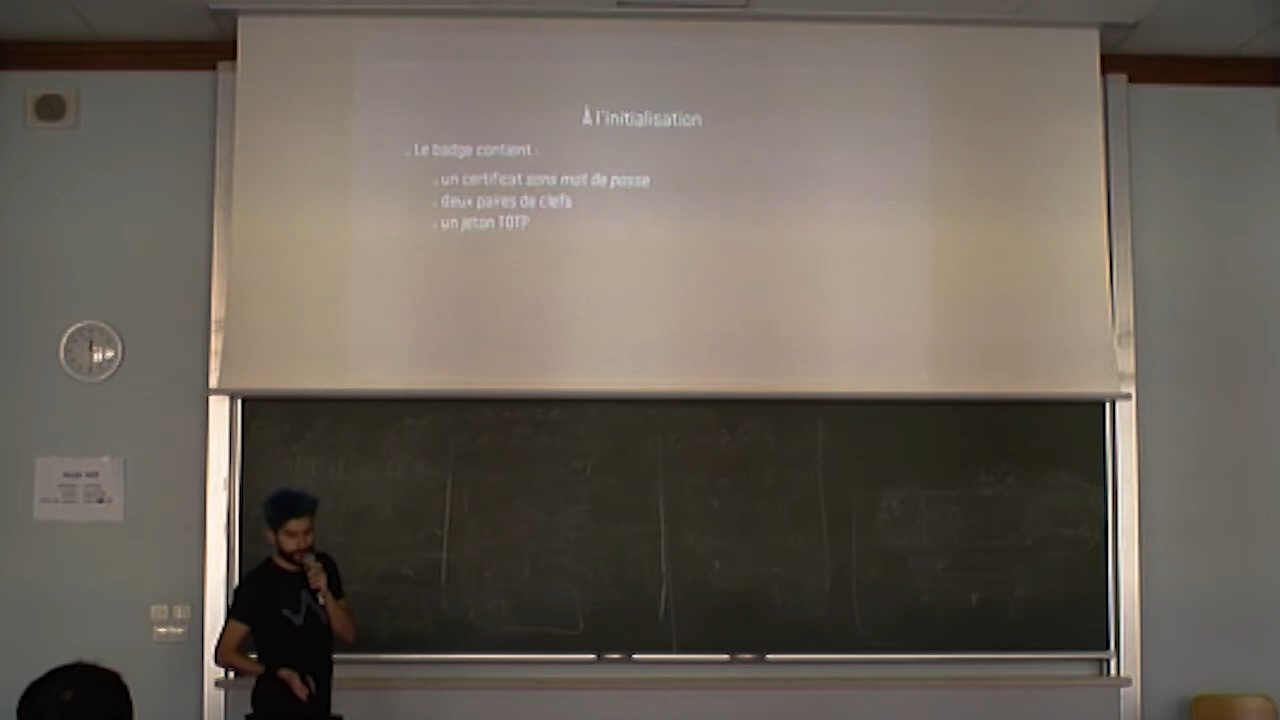 À l'initialisation
. Le badge contient :
. un certificat sans mot de passe
. deux paires de clefs
. un jeton TOTP